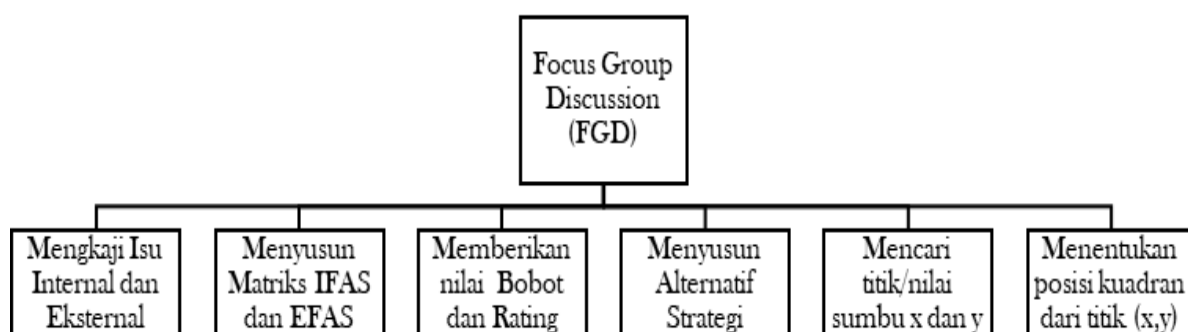 Focus Group
Discussion
(FGD)
Mengkaji Isu
Internal dan
Eksternal
Menyusun
Matriks IFAS
dan EFAS
Memberikan
nilai Bobot
dan Rating
Menyusun
Alternatif
Strategi
Mencari
titik/nilai
sumbu x dan y
Menentukan
posisi kuadran
dari titik (x,y)